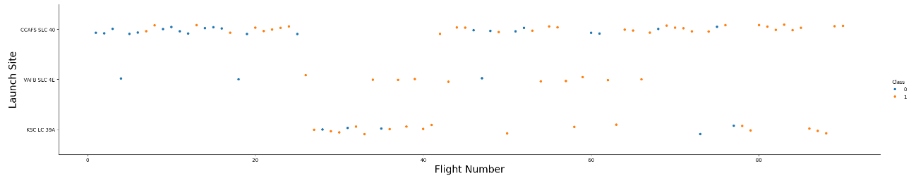 Launch Site
CCAFS SLC 40
VAFB SLC 4E
KSC LC 39A
0
20
40
60
80
Flight Number
Class
0
1